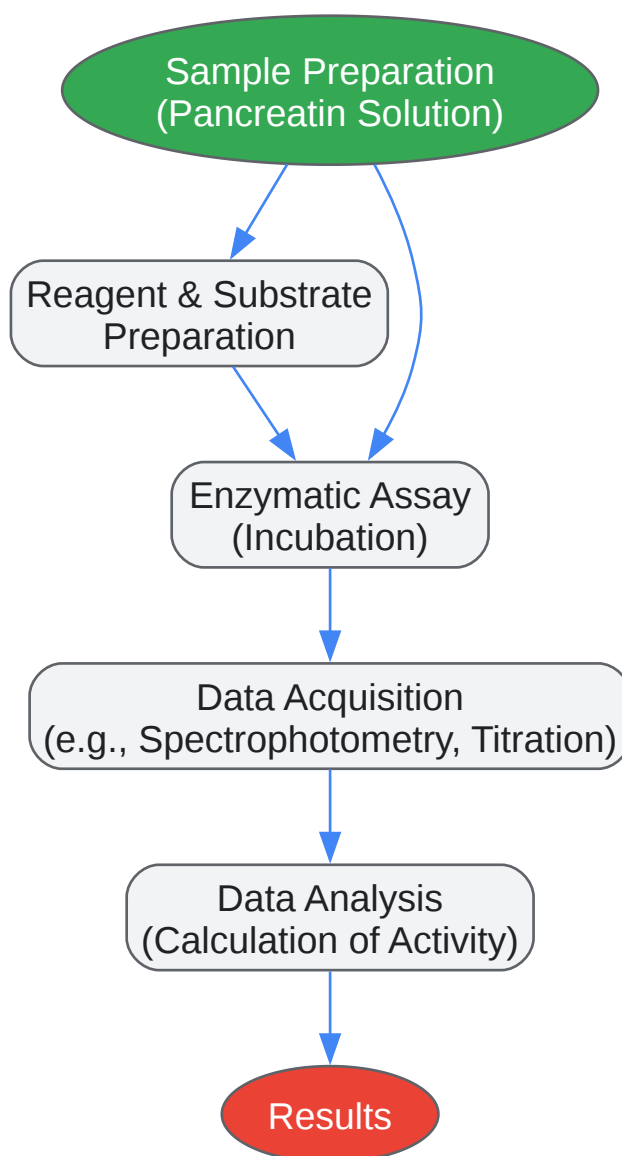 Sample Preparation
(Pancreatin Solution)
Reagent & Substrate
Preparation
Enzymatic Assay
(Incubation)
Data Acquisition
(e.g., Spectrophotometry, Titration)
Data Analysis
(Calculation of Activity)
Results